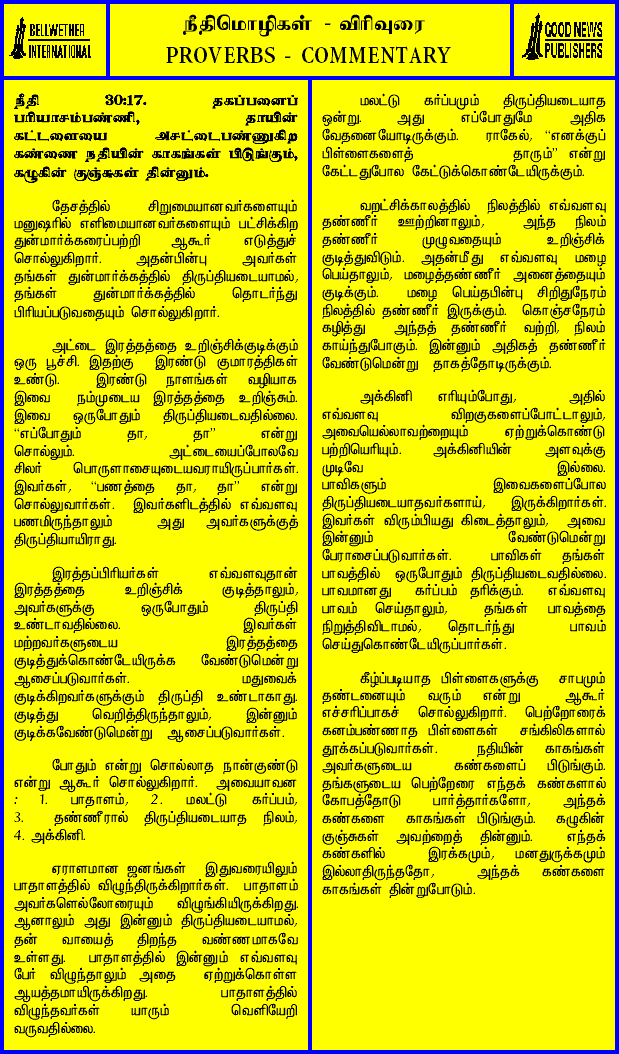 BELLWETHER
INTERNATIONAL
நீதிமொழிகள் - விரிவுரை
PROVERBS - COMMENTARY
GOOD NEWS
PUBLISHERS
நீதி 30:17. தகப்பனைப்
பரியாசம்பண்ணி, தாயின்
கட்டளையை அசட்டைபண்ணுகிற
கண்ணை நதியின் காகங்கள் பிடுங்கும்,
கழுகின் குஞ்சுகள் தின்னும்.
தேசத்தில் சிறுமையானவர்களையும்
மனுஷரில் எளிமையானவர்களையும் பட்சிக்கிற
துன்மார்க்கரைப்பற்றி ஆகூர் எடுத்துச்
சொல்லுகிறார். அதன்பின்பு அவர்கள்
தங்கள் துன்மார்க்கத்தில் திருப்தியடையாமல்,
தங்கள் துன்மார்க்கத்தில் தொடர்ந்து
பிரியப்படுவதையும் சொல்லுகிறார்.
அட்டை இரத்தத்தை உறிஞ்சிக்குடிக்கும்
ஒரு பூச்சி. இதற்கு இரண்டு குமாரத்திகள்
உண்டு. இரண்டு நாளங்கள் வழியாக
இவை நம்முடைய இரத்தத்தை உறிஞ்சும்.
இவை ஒருபோதும் திருப்தியடைவதில்லை.
“எப்போதும் தா, தா” என்று
சொல்லும். அட்டையைப்போலவே
சிலர் பொருளாசையுடையவராயிருப்பார்கள்.
இவர்கள், “பணத்தை தா, தா” என்று
சொல்லுவார்கள். இவர்களிடத்தில் எவ்வளவு
பணமிருந்தாலும் அது அவர்களுக்குத்
திருப்தியாயிராது.
இரத்தப்பிரியர்கள் எவ்வளவுதான்
இரத்தத்தை உறிஞ்சிக் குடித்தாலும்,
அவர்களுக்கு ஒருபோதும் திருப்தி
உண்டாவதில்லை. இவர்கள்
மற்றவர்களுடைய இரத்தத்தை
குடித்துக்கொண்டேயிருக்க வேண்டுமென்று
ஆசைப்படுவார்கள். மதுவைக்
குடிக்கிறவர்களுக்கும் திருப்தி உண்டாகாது.
குடித்து வெறித்திருந்தாலும், இன்னும்
குடிக்கவேண்டுமென்று ஆசைப்படுவார்கள்.
போதும் என்று சொல்லாத நான்குண்டு
என்று ஆகூர் சொல்லுகிறார். அவையாவன
: 1. பாதாளம், 2. மலட்டு கர்ப்பம்,
3. தண்ணீரால் திருப்தியடையாத நிலம்,
4. அக்கினி.
ஏராளமான ஜனங்கள் இதுவரையிலும்
பாதாளத்தில் விழுந்திருக்கிறார்கள். பாதாளம்
அவர்களெல்லோரையும் விழுங்கியிருக்கிறது.
ஆனாலும் அது இன்னும் திருப்தியடையாமல்,
தன் வாயைத் திறந்த வண்ணமாகவே
உள்ளது. பாதாளத்தில் இன்னும் எவ்வளவு
பேர் விழுந்தாலும் அதை ஏற்றுக்கொள்ள
ஆயத்தமாயிருக்கிறது. பாதாளத்தில்
விழுந்தவர்கள் யாரும் வெளியேறி
வருவதில்லை.
மலட்டு கர்ப்பமும் திருப்தியடையாத
ஒன்று. அது எப்போதுமே அதிக
வேதனையோடிருக்கும். ராகேல், “எனக்குப்
பிள்ளைகளைத் தாரும்” என்று
கேட்டதுபோல கேட்டுக்கொண்டேயிருக்கும்.
வறட்சிக்காலத்தில் நிலத்தில் எவ்வளவு
தண்ணீர் ஊற்றினாலும், அந்த நிலம்
தண்ணீர் முழுவதையும் உறிஞ்சிக்
குடித்துவிடும். அதன்மீது எவ்வளவு மழை
பெய்தாலும், மழைத்தண்ணீர் அனைத்தையும்
குடிக்கும். மழை பெய்தபின்பு சிறிதுநேரம்
நிலத்தில் தண்ணீர் இருக்கும். கொஞ்சநேரம்
கழித்து அந்தத் தண்ணீர் வற்றி, நிலம்
காய்ந்துபோகும். இன்னும் அதிகத் தண்ணீர்
வேண்டுமென்று தாகத்தோடிருக்கும்.
அக்கினி எரியும்போது, அதில்
எவ்வளவு விறகுகளைப்போட்டாலும்,
அவையெல்லாவற்றையும் ஏற்றுக்கொண்டு
பற்றியெரியும். அக்கினியின் அளவுக்கு
முடிவே இல்லை.
பாவிகளும் இவைகளைப்போல
திருப்தியடையாதவர்களாய், இருக்கிறார்கள்.
இவர்கள் விரும்பியது கிடைத்தாலும், அவை
இன்னும் வேண்டுமென்று
பேராசைப்படுவார்கள். பாவிகள் தங்கள்
பாவத்தில் ஒருபோதும் திருப்தியடைவதில்லை.
பாவமானது கர்ப்பம் தரிக்கும். எவ்வளவு
பாவம் செய்தாலும், தங்கள் பாவத்தை
நிறுத்திவிடாமல், தொடர்ந்து பாவம்
செய்துகொண்டேயிருப்பார்கள்.
கீழ்ப்படியாத பிள்ளைகளுக்கு சாபமும்
தண்டனையும் வரும் என்று ஆகூர்
எச்சரிப்பாகச் சொல்லுகிறார். பெற்றோரைக்
கனம்பண்ணாத பிள்ளைகள் சங்கிலிகளால்
தூக்கப்படுவார்கள். நதியின் காகங்கள்
அவர்களுடைய கண்களைப் பிடுங்கும்.
தங்களுடைய பெற்றோரை எந்தக் கண்களால்
கோபத்தோடு பார்த்தார்களோ, அந்தக்
கண்களை காகங்கள் பிடுங்கும். கழுகின்
குஞ்சுகள் அவற்றைத் தின்னும். எந்தக்
கண்களில் இரக்கமும், மனதுருக்கமும்
இல்லாதிருந்ததோ, அந்தக் கண்களை
காகங்கள் தின்றுபோடும்.